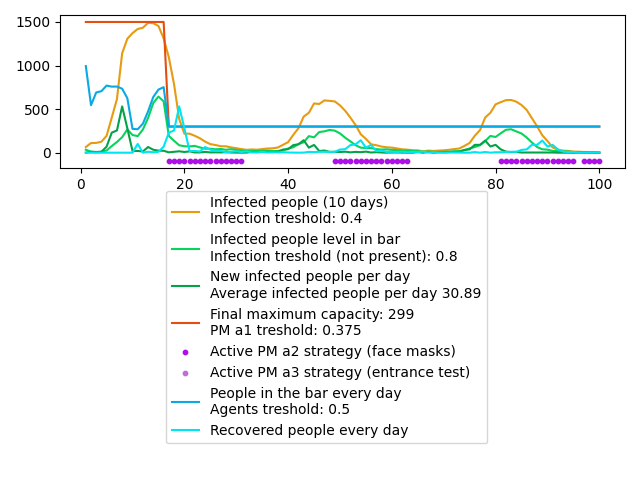 1500
1000
500
0
0
20
40
60
80
100
Infected people (10 days)
Infection treshold: 0.4
Infected people level in bar
Infection treshold (not present): 0.8
New infected people per day
Average infected people per day 30.89
Final maximum capacity: 299
PM a1 treshold: 0.375
Active PM a2 strategy (face masks)
Active PM a3 strategy (entrance test)
People in the bar every day
Agents treshold: 0.5
Recovered people every day